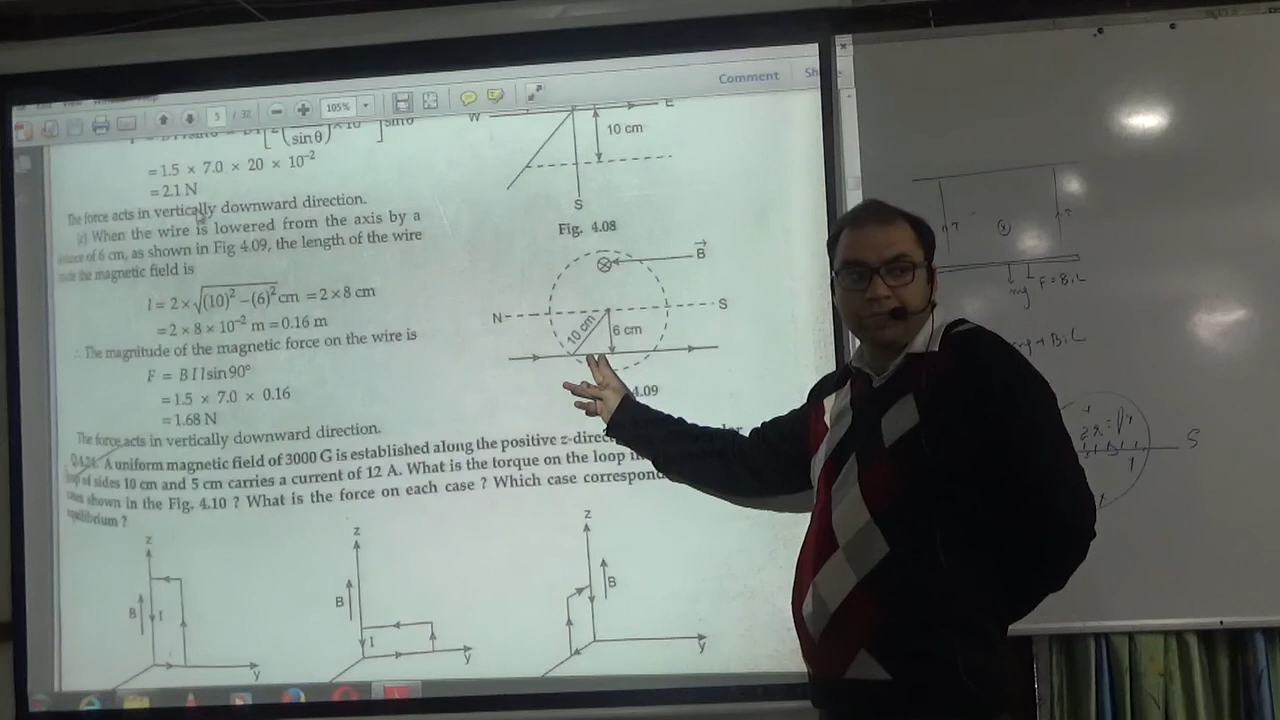 Comment
5 / 32
105%
= 1.5 × 7.0 × 20 × 10⁻²
= 2.1 N
The force acts in vertically downward direction.
When the wire is lowered from the axis by a
of 6 cm, as shown in Fig 4.09, the length of the wire
the magnetic field is
l = 2 × √(10)² – (6)² cm = 2 × 8 cm
= 2 × 8 × 10⁻² m = 0.16 m
∴ The magnitude of the magnetic force on the wire is
F = B I l sin 90°
= 1.5 × 7.0 × 0.16
= 1.68 N
The force acts in vertically downward direction.
W
E
10 cm
S
Fig. 4.08
B
N
S
10 cm
6 cm
4.09
A uniform magnetic field of 3000 G is established along the positive z-direc
of sides 10 cm and 5 cm carries a current of 12 A. What is the torque on the loop in
shown in the Fig. 4.10 ? What is the force on each case ? Which case correspond
equilibrium ?
z
B
I
y
z
B
I
y
z
B
y
mg
F = BiL
S